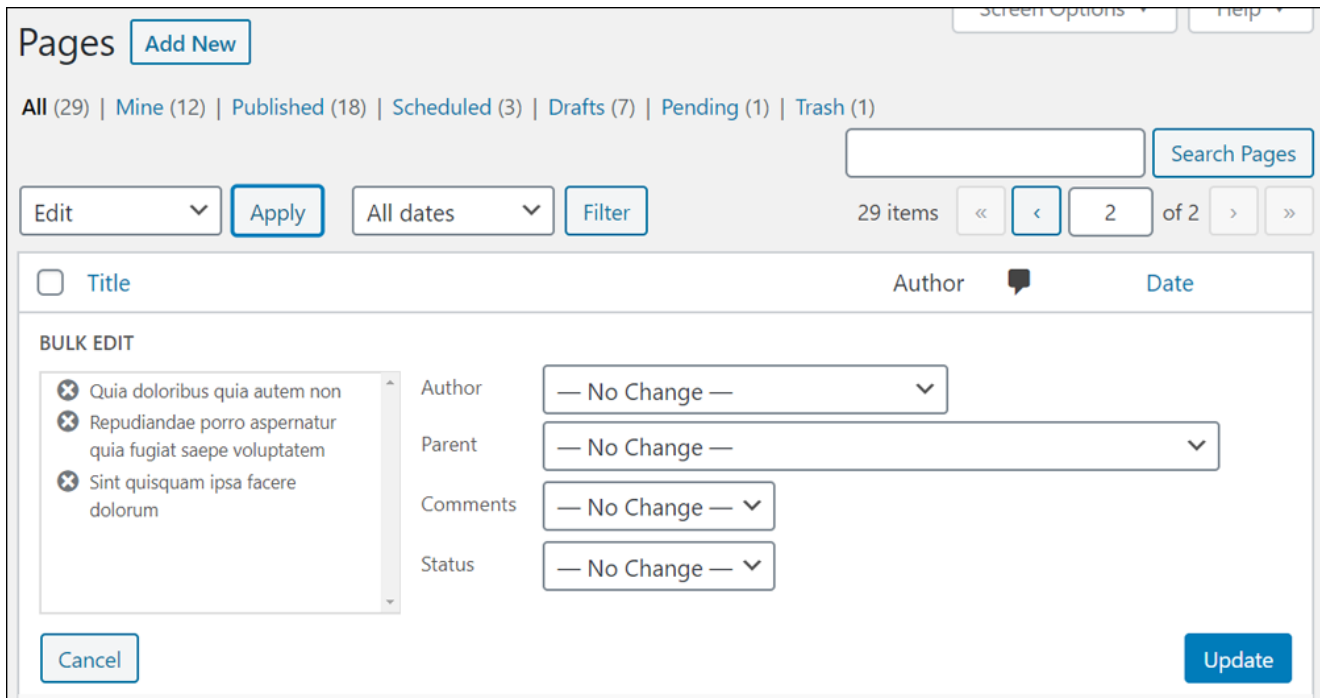 Screen Options Help
Pages Add New
All (29) | Mine (12) | Published (18) | Scheduled (3) | Drafts (7) | Pending (1) | Trash (1)
Search Pages
Edit Apply All dates Filter 29 items « ‹ 2 of 2 › »
Title Author Date
BULK EDIT
Quia doloribus quia autem non
Repudiandae porro aspernatur
quia fugiat saepe voluptatem
Sint quisquam ipsa facere
dolorum
Author — No Change —
Parent — No Change —
Comments — No Change —
Status — No Change —
Cancel Update